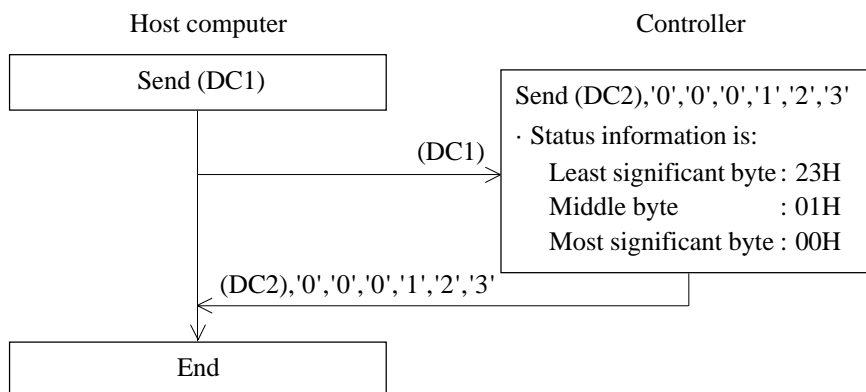 Host computer
Controller
Send (DC1)
Send (DC2),'0','0','0','1','2','3'
· Status information is:
Least significant byte : 23H
Middle byte : 01H
Most significant byte : 00H
(DC1)
(DC2),'0','0','0','1','2','3'
End